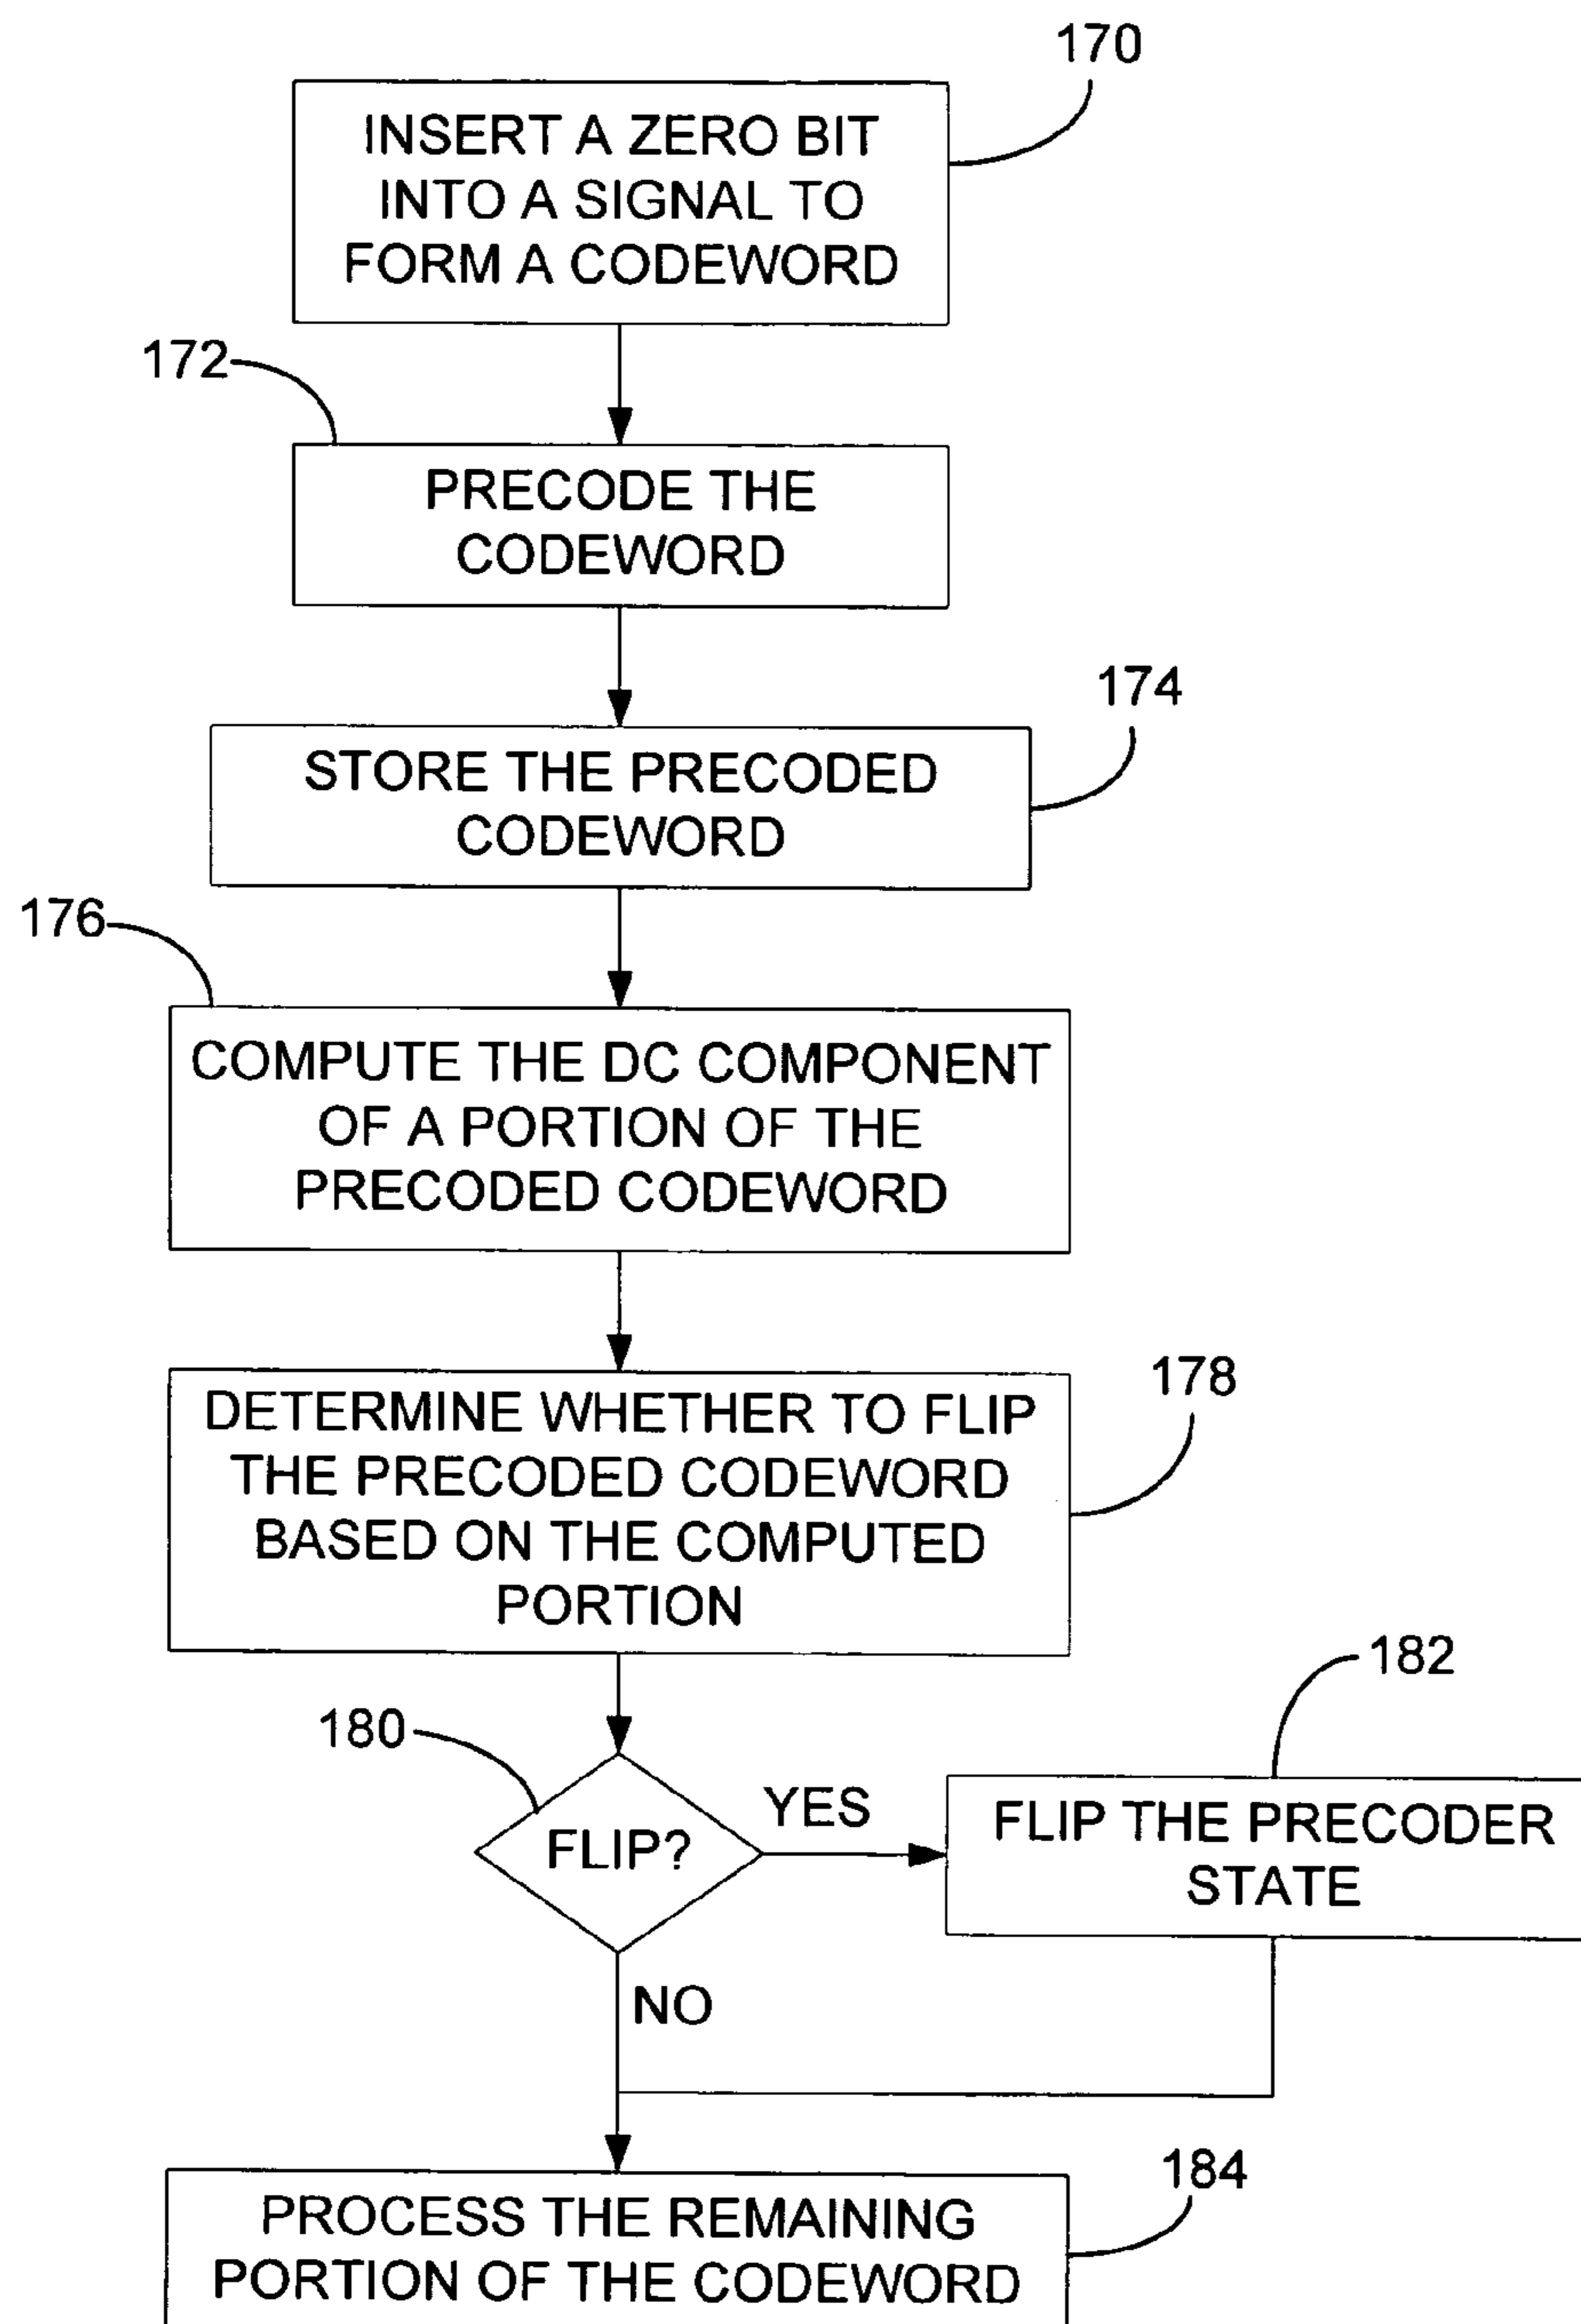 170
INSERT A ZERO BIT
INTO A SIGNAL TO
FORM A CODEWORD
172
PRECODE THE
CODEWORD
174
STORE THE PRECODED
CODEWORD
176
COMPUTE THE DC COMPONENT
OF A PORTION OF THE
PRECODED CODEWORD
178
DETERMINE WHETHER TO FLIP
THE PRECODED CODEWORD
BASED ON THE COMPUTED
PORTION
182
180
YES
FLIP?
FLIP THE PRECODER
STATE
NO
184
PROCESS THE REMAINING
PORTION OF THE CODEWORD